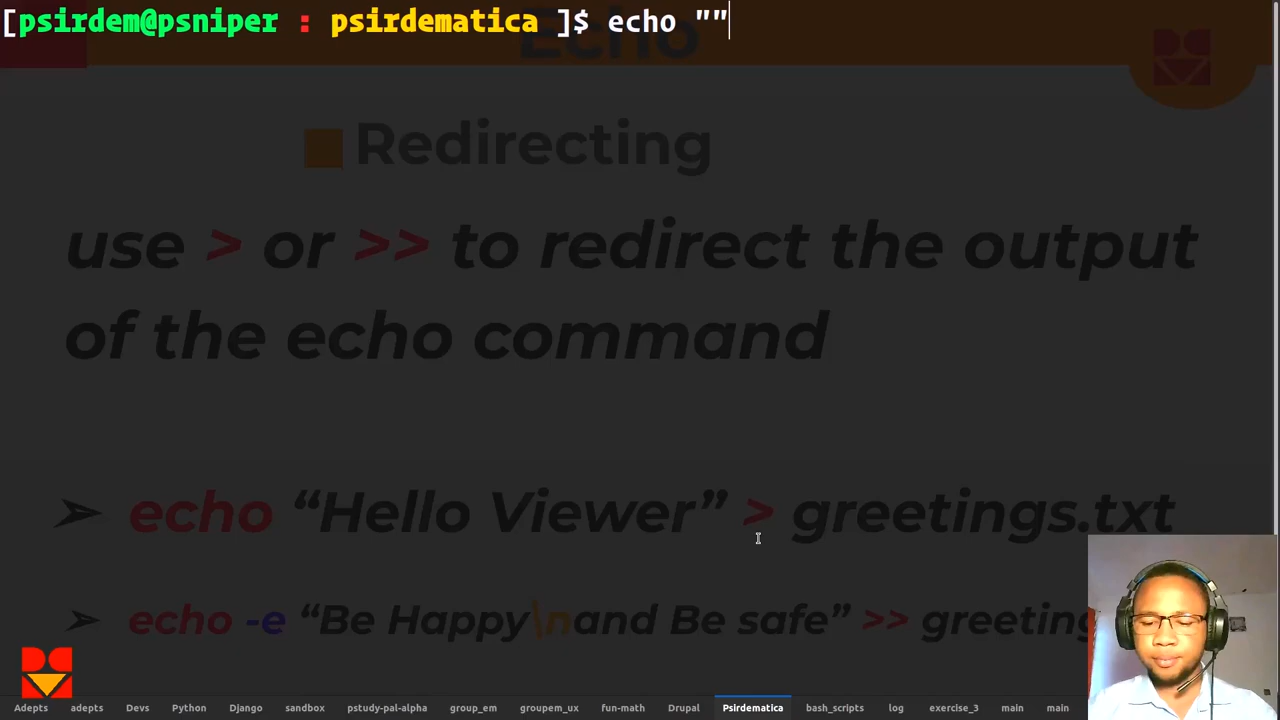 [psirdem@psniper : psirdematica ]$ echo ""
Echo
Redirecting
use > or >> to redirect the output
of the echo command
➢ echo “Hello Viewer” > greetings.txt
➢ echo -e “Be Happy\nand Be safe” >> greeting
Adepts adepts Devs Python Django sandbox pstudy-pal-alpha group_em groupem_ux fun-math Drupal Psirdematica bash_scripts log exercise_3 main main